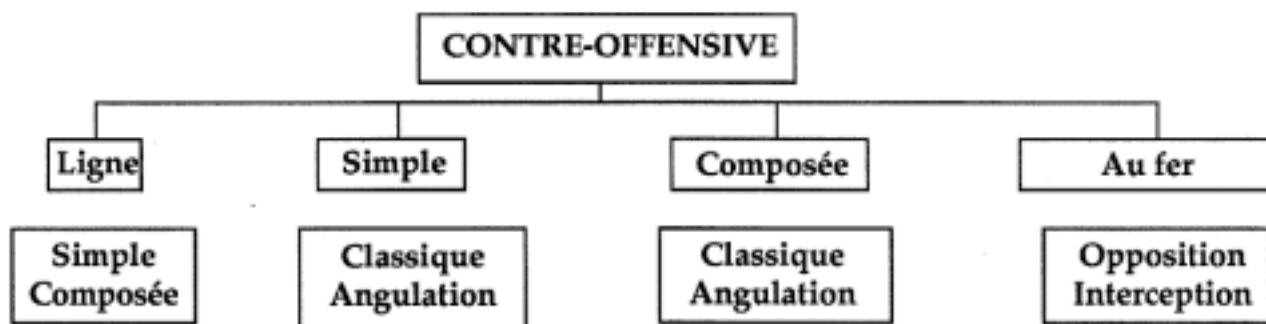 CONTRE-OFFENSIVE
Ligne
Simple
Composée
Au fer
Simple
Composée
Classique
Angulation
Classique
Angulation
Opposition
Interception